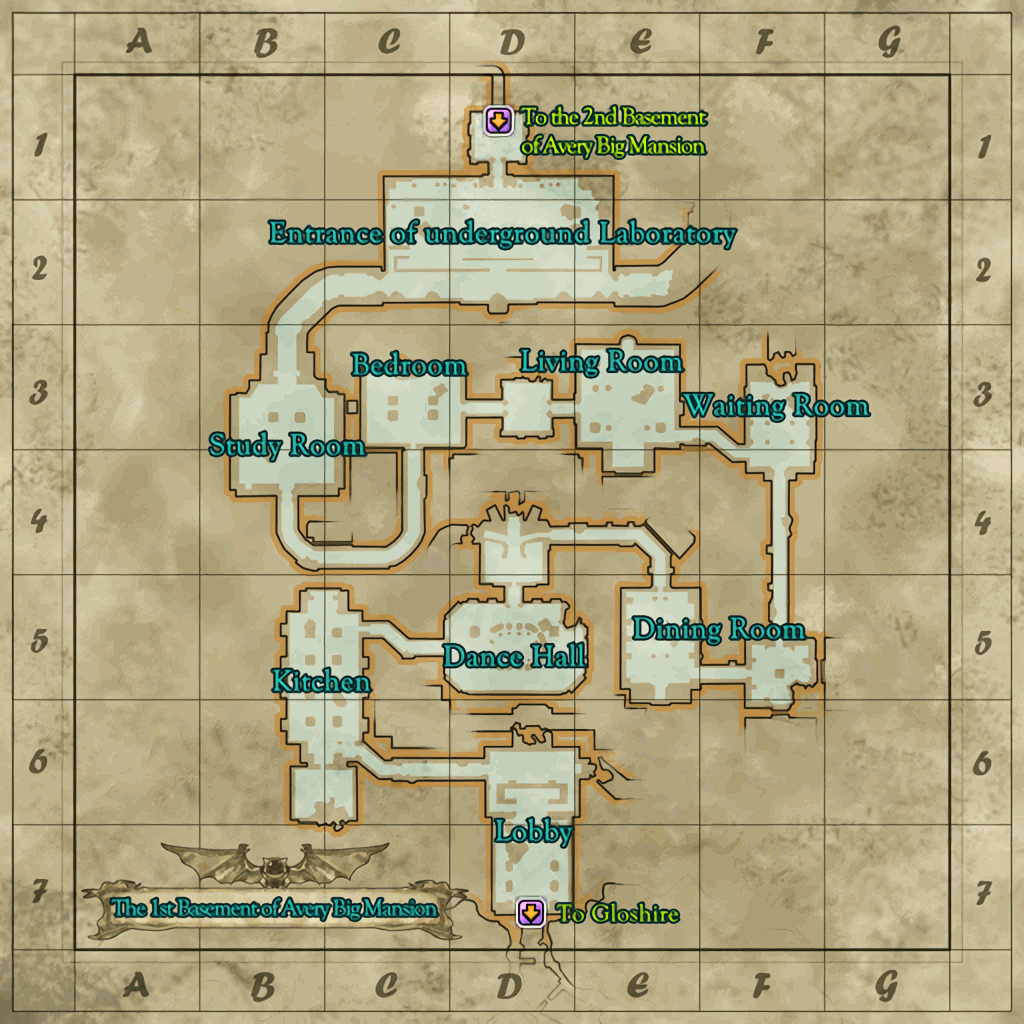 A B C D E F G
1 1
To the 2nd Basement
of Avery Big Mansion
Entrance of underground Laboratory
2 2
Bedroom
Living Room
3 3
Waiting Room
Study Room
4 4
Dining Room
5 5
Dance Hall
Kitchen
6 6
Lobby
7 7
The 1st Basement of Avery Big Mansion
To Gloshire
A B C D E F G